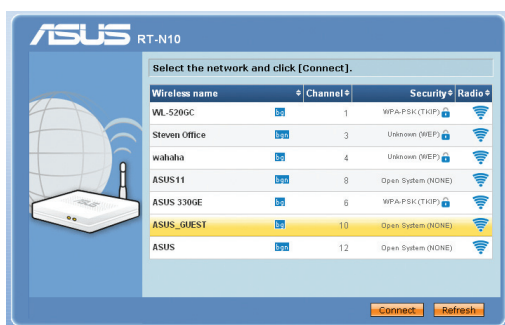 ASUS RT-N10
Select the network and click [Connect].
Wireless name Channel Security Radio
WL-520GC bg 1 WPA-PSK (TKIP)
Steven Office bgn 3 Unknown (WEP)
wahaha bg 4 Unknown (WEP)
ASUS11 bgn 8 Open System (NONE)
ASUS 330GE bg 6 WPA-PSK (TKIP)
ASUS_GUEST bg 10 Open System (NONE)
ASUS bgn 12 Open System (NONE)
Connect Refresh